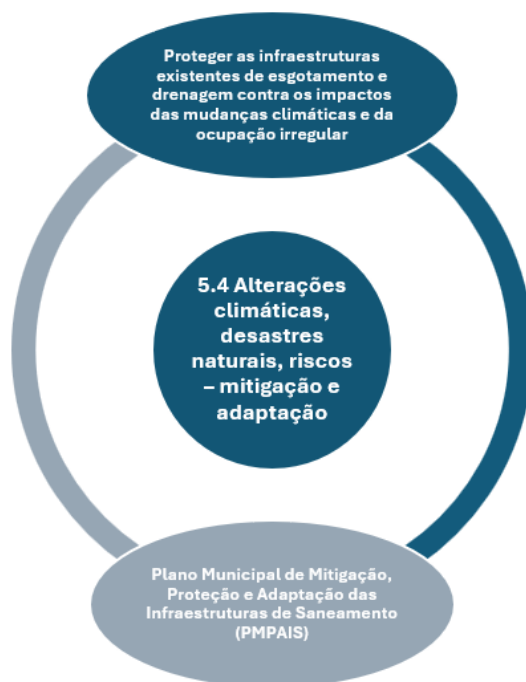 Proteger as infraestruturas
existentes de esgotamento e
drenagem contra os impactos
das mudanças climáticas e da
ocupação irregular
5.4 Alterações
climáticas,
desastres
naturais, riscos
– mitigação e
adaptação
Plano Municipal de Mitigação,
Proteção e Adaptação das
Infraestruturas de Saneamento
(PMPAIS)